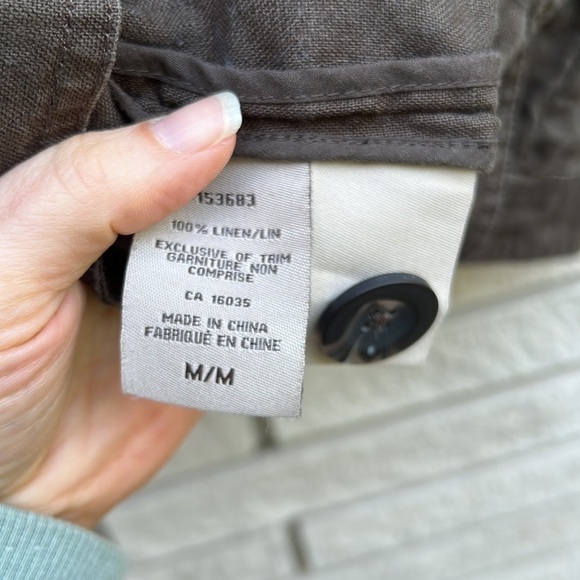 153683
100% LINEN/LIN
EXCLUSIVE OF TRIM
GARNITURE NON
COMPRISE
CA 16035
MADE IN CHINA
FABRIQUÉ EN CHINE
M/M